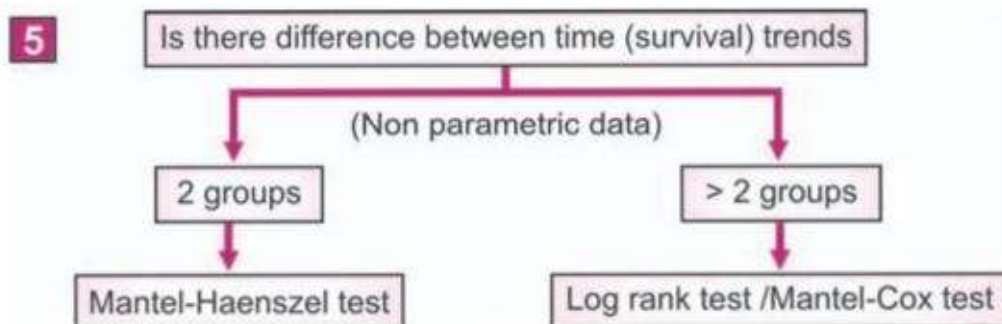 5
Is there difference between time (survival) trends
(Non parametric data)
2 groups
> 2 groups
Mantel-Haenszel test
Log rank test /Mantel-Cox test